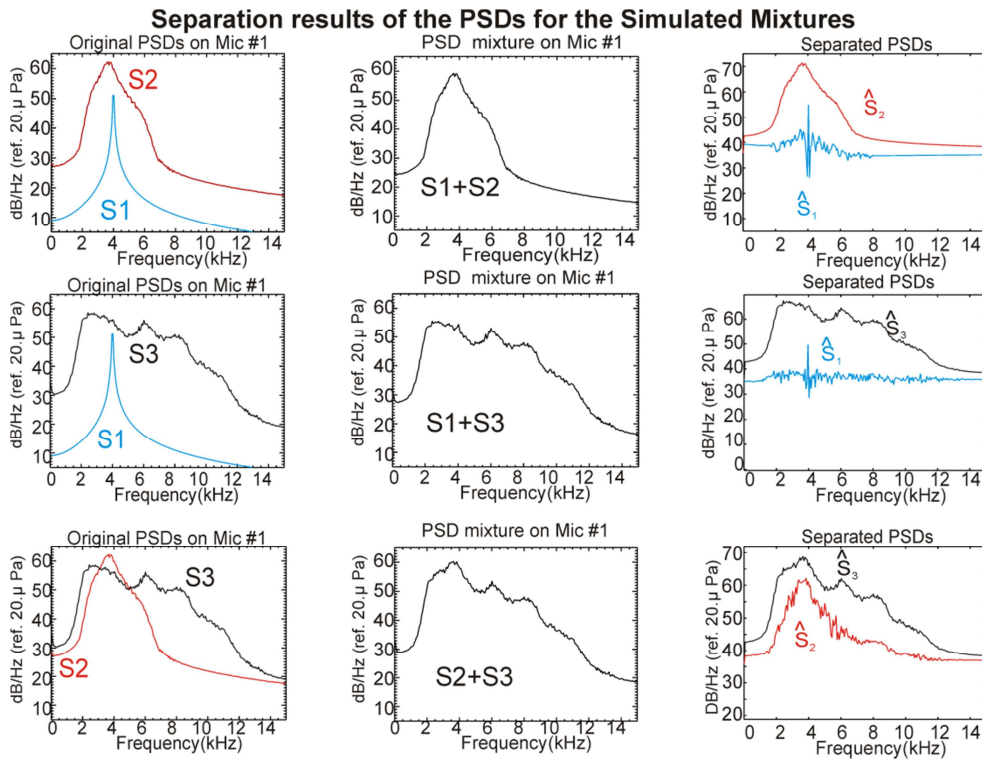 Separation results of the PSDs for the Simulated Mixtures
Original PSDs on Mic #1
dB/Hz (ref. 20.µ Pa)
60
50
40
30
20
10
S2
S1
0 2 4 6 8 10 12 14
Frequency(kHz)
PSD mixture on Mic #1
dB/Hz (ref. 20.µ Pa)
60
50
40
30
20
10
S1+S2
0 2 4 6 8 10 12 14
Frequency(kHz)
Separated PSDs
dB/Hz (ref. 20.µ Pa)
70
60
50
40
30
20
10
0
Ŝ₂
Ŝ₁
0 2 4 6 8 10 12 14
Frequency(kHz)
Original PSDs on Mic #1
dB/Hz (ref. 20.µ Pa)
60
50
40
30
20
10
S3
S1
0 2 4 6 8 10 12 14
Frequency(kHz)
PSD mixture on Mic #1
dB/Hz (ref. 20.µ Pa)
60
50
40
30
20
10
S1+S3
0 2 4 6 8 10 12 14
Frequency(kHz)
Separated PSDs
dB/Hz (ref. 20.µ Pa)
70
60
50
40
30
20
10
0
Ŝ₃
Ŝ₁
0 2 4 6 8 10 12 14
Frequency(kHz)
Original PSDs on Mic #1
dB/Hz (ref. 20.µ Pa)
60
50
40
30
20
10
S3
S2
0 2 4 6 8 10 12 14
Frequency(kHz)
PSD mixture on Mic #1
dB/Hz (ref. 20.µ Pa)
60
50
40
30
20
10
S2+S3
0 2 4 6 8 10 12 14
Frequency(kHz)
Separated PSDs
DB/Hz (ref. 20.µ Pa)
70
60
50
40
30
20
Ŝ₃
Ŝ₂
0 2 4 6 8 10 12 14
Frequency(kHz)